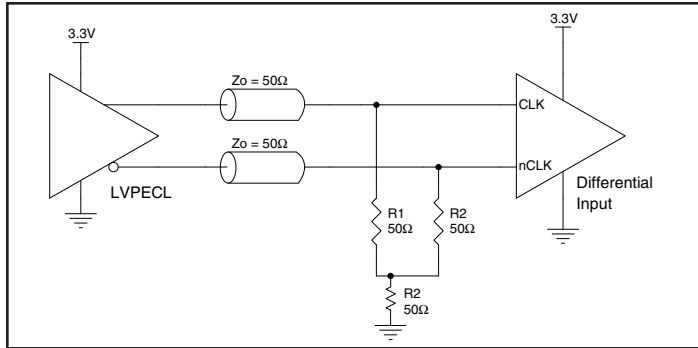 3.3V
3.3V
Zo = 50Ω
CLK
Zo = 50Ω
nCLK
LVPECL
Differential
Input
R1
50Ω
R2
50Ω
R2
50Ω